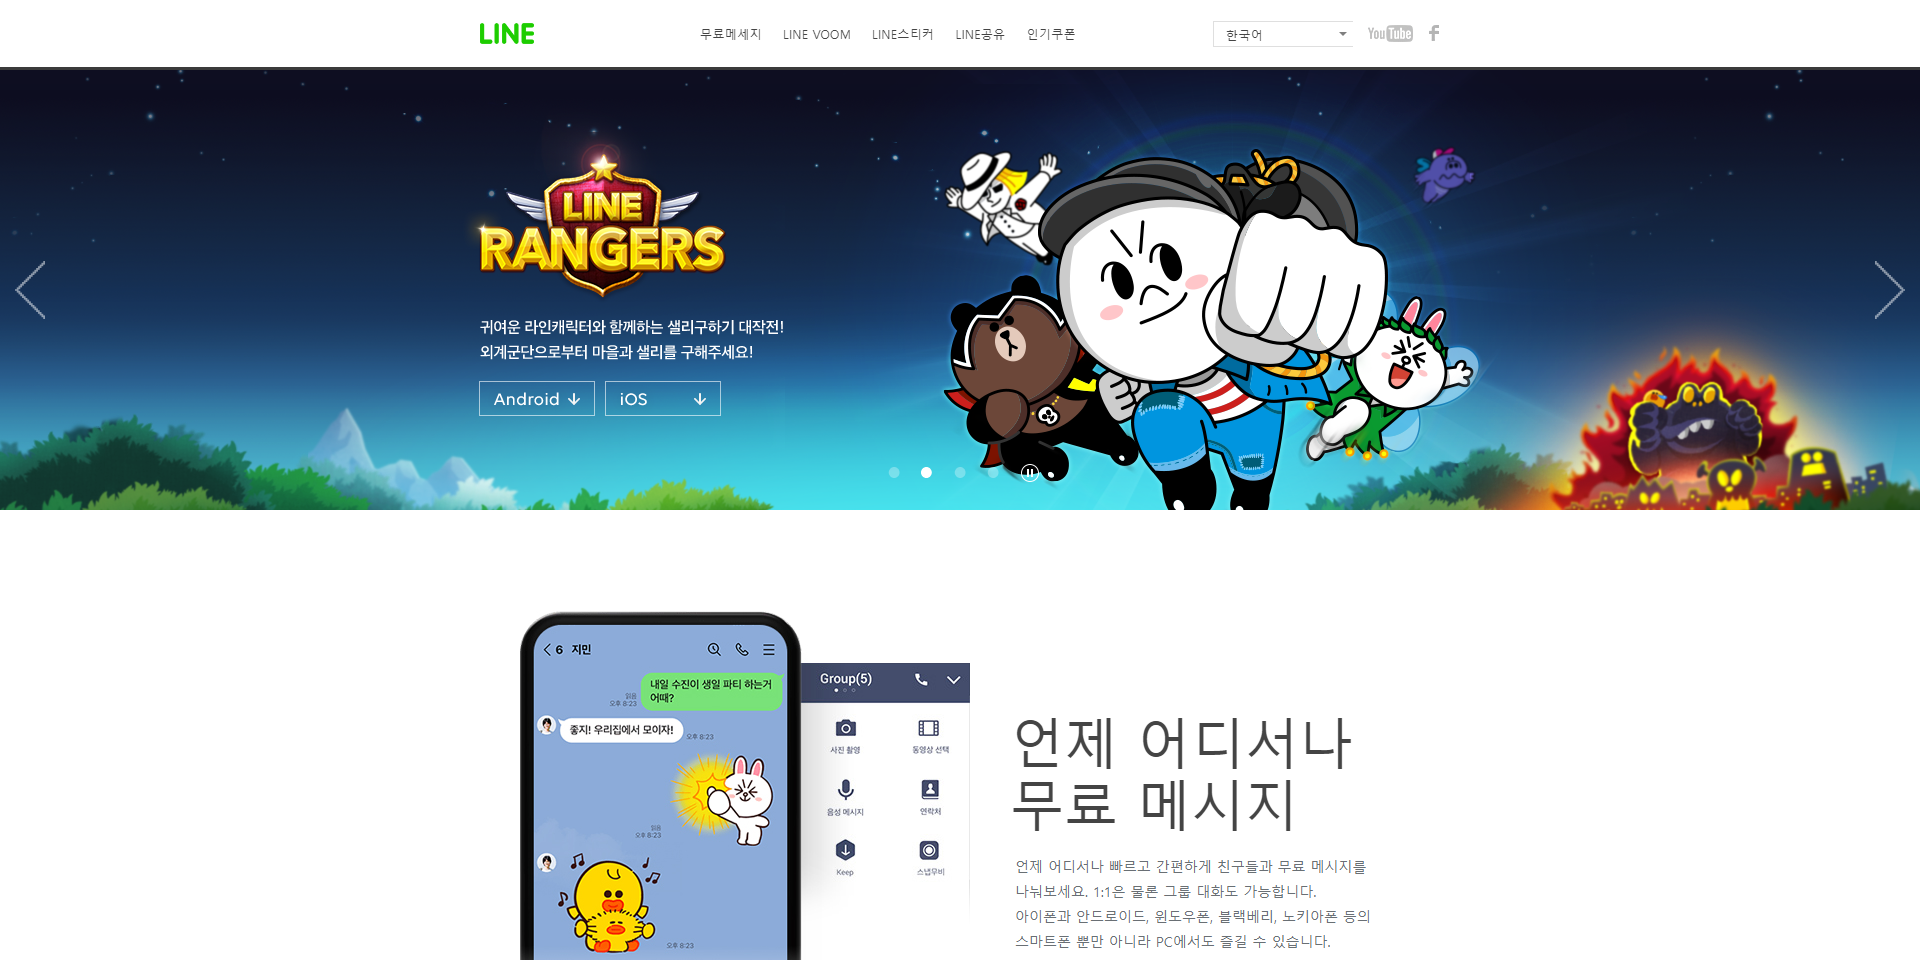 LINE
무료메세지
LINE VOOM
LINE스티커
LINE공유
인기쿠폰
한국어
YouTube
LINE
RANGERS
귀여운 라인캐릭터와 함께하는 샐리구하기 대작전!
외계군단으로부터 마을과 샐리를 구해주세요!
Android
iOS
6 지민
내일 수진이 생일 파티 하는거
어때?
읽음
오후 8:23
좋지! 우리집에서 모이자!
오후 8:23
읽음
오후 8:23
오후 8:23
Group(5)
사진 촬영
동영상 선택
음성 메시지
연락처
Keep
스냅무비
언제 어디서나
무료 메시지
언제 어디서나 빠르고 간편하게 친구들과 무료 메시지를
나눠보세요. 1:1은 물론 그룹 대화도 가능합니다.
아이폰과 안드로이드, 윈도우폰, 블랙베리, 노키아폰 등의
스마트폰 뿐만 아니라 PC에서도 즐길 수 있습니다.